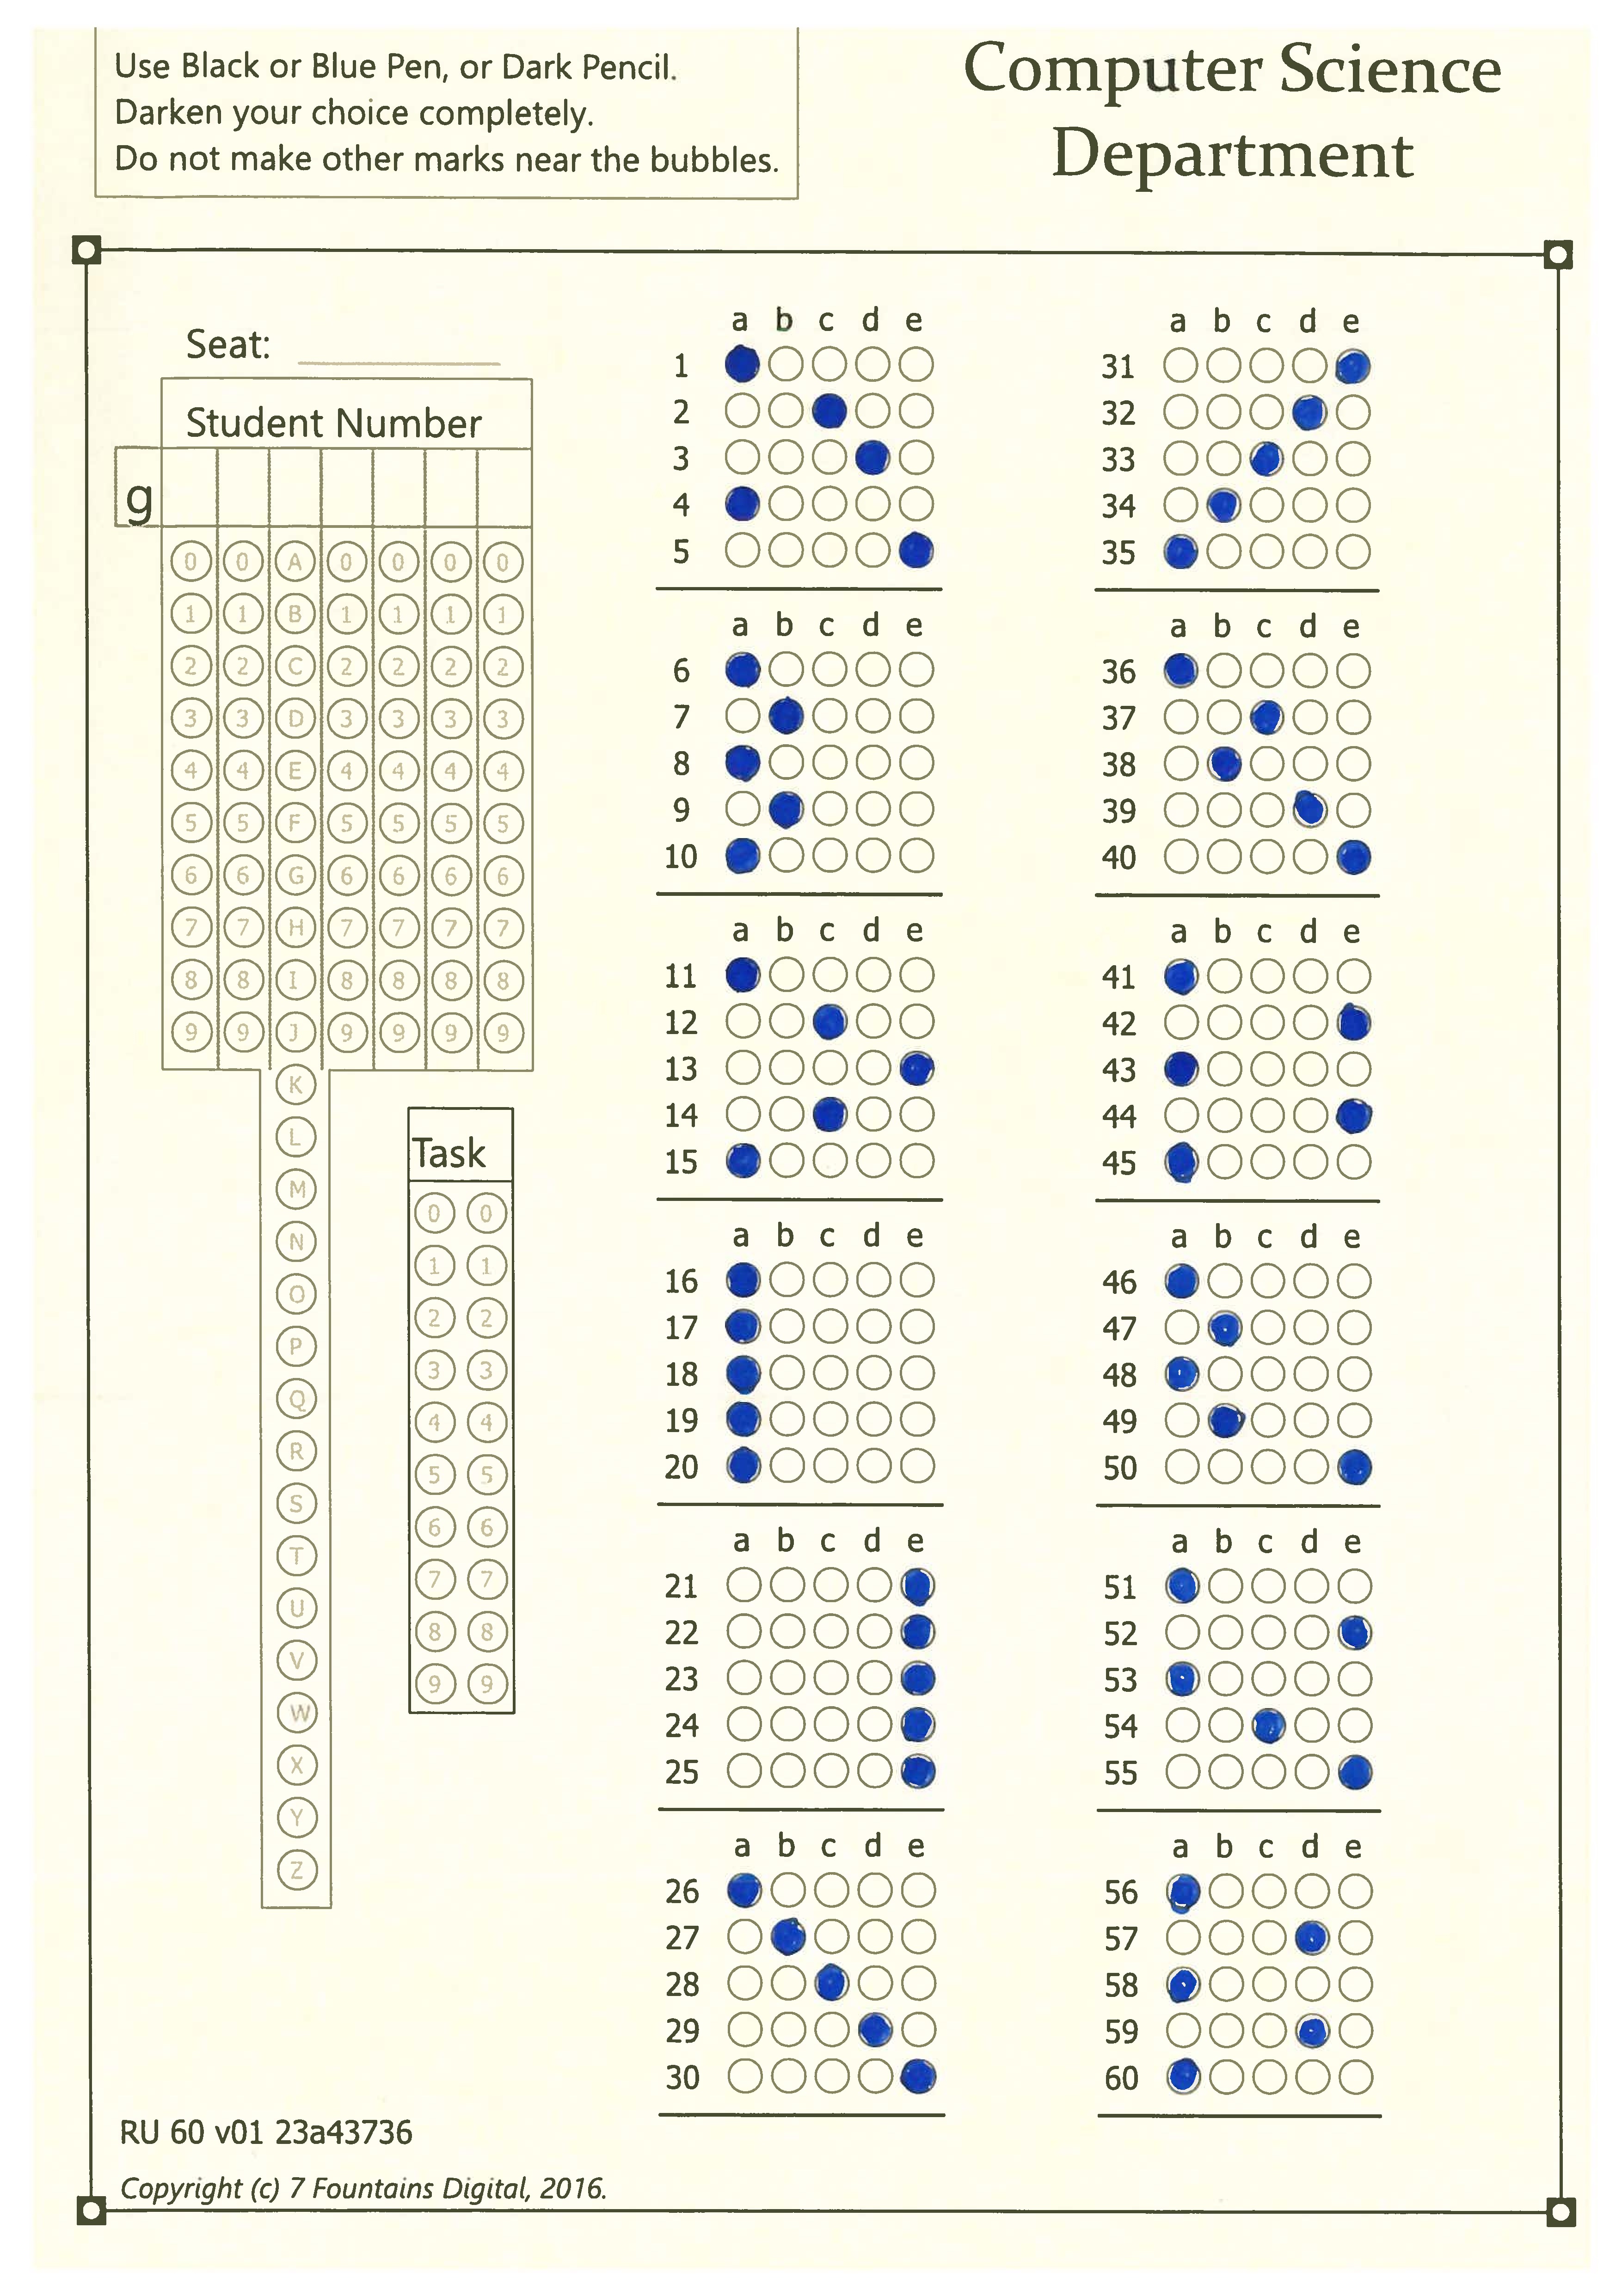 Use Black or Blue Pen, or Dark Pencil.
Darken your choice completely.
Do not make other marks near the bubbles.
Computer Science
Department
Seat:
Student Number
g
0 0 A 0 0 0 0
1 1 B 1 1 1 1
2 2 C 2 2 2 2
3 3 D 3 3 3 3
4 4 E 4 4 4 4
5 5 F 5 5 5 5
6 6 G 6 6 6 6
7 7 H 7 7 7 7
8 8 I 8 8 8 8
9 9 J 9 9 9 9
K
L
M
N
O
P
Q
R
S
T
U
V
W
X
Y
Z
Task
0 0
1 1
2 2
3 3
4 4
5 5
6 6
7 7
8 8
9 9
a b c d e
1
2
3
4
5
a b c d e
6
7
8
9
10
a b c d e
11
12
13
14
15
a b c d e
16
17
18
19
20
a b c d e
21
22
23
24
25
a b c d e
26
27
28
29
30
a b c d e
31
32
33
34
35
a b c d e
36
37
38
39
40
a b c d e
41
42
43
44
45
a b c d e
46
47
48
49
50
a b c d e
51
52
53
54
55
a b c d e
56
57
58
59
60
RU 60 v01 23a43736
Copyright (c) 7 Fountains Digital, 2016.